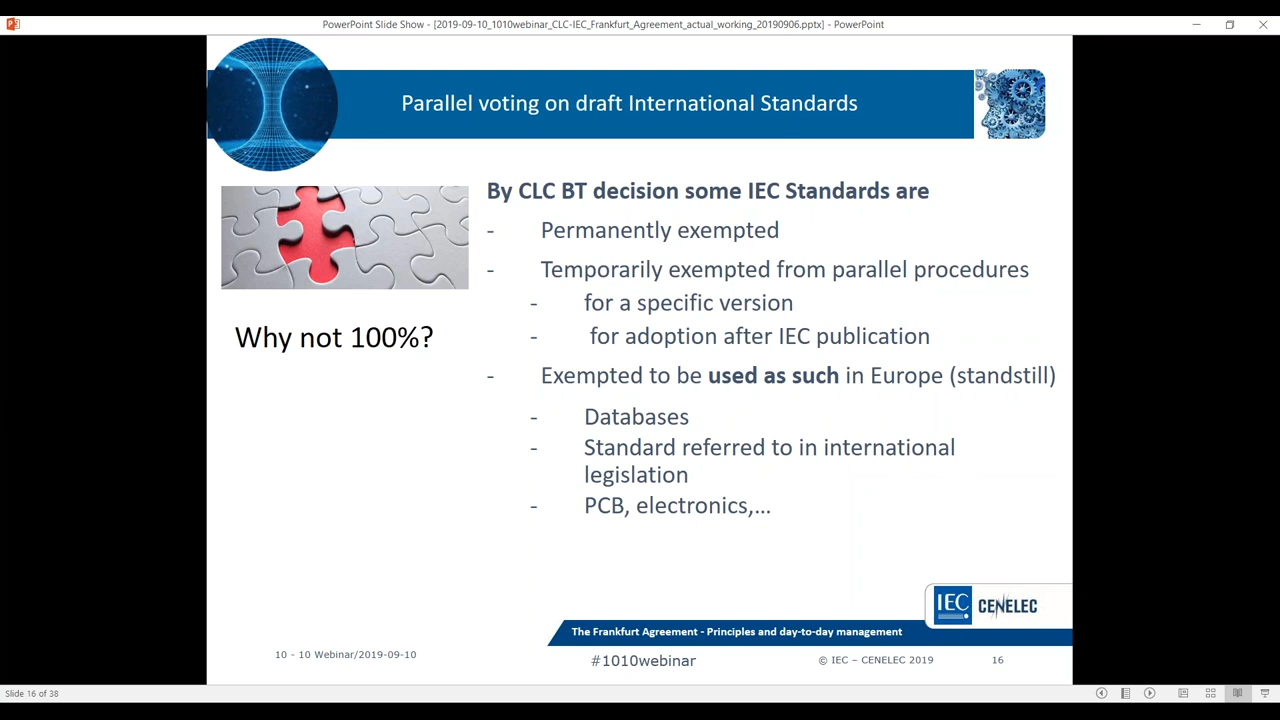 PowerPoint Slide Show - [2019-09-10_1010webinar_CLC-IEC_Frankfurt_Agreement_actual_working_20190906.pptx] - PowerPoint
Parallel voting on draft International Standards
By CLC BT decision some IEC Standards are
- Permanently exempted
- Temporarily exempted from parallel procedures
- for a specific version
- for adoption after IEC publication
Why not 100%?
- Exempted to be used as such in Europe (standstill)
- Databases
- Standard referred to in international
legislation
- PCB, electronics,...
IEC CENELEC
The Frankfurt Agreement - Principles and day-to-day management
10 - 10 Webinar/2019-09-10
#1010webinar
© IEC – CENELEC 2019
16
Slide 16 of 38